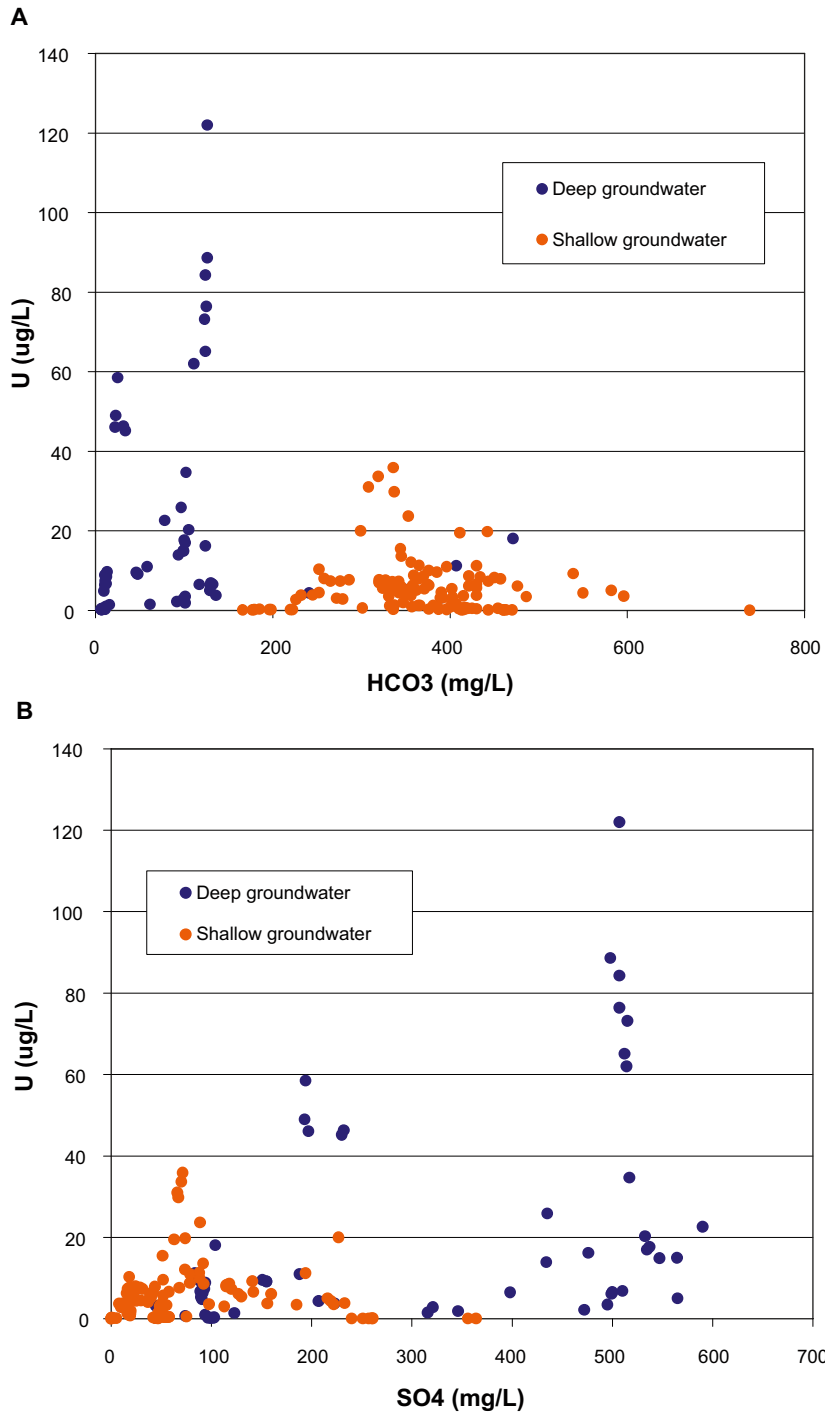 A
140
120
100
80
60
40
20
0
U (ug/L)
Deep groundwater
Shallow groundwater
0 200 400 600 800
HCO3 (mg/L)
B
140
120
100
80
60
40
20
0
U (ug/L)
Deep groundwater
Shallow groundwater
0 100 200 300 400 500 600 700
SO4 (mg/L)